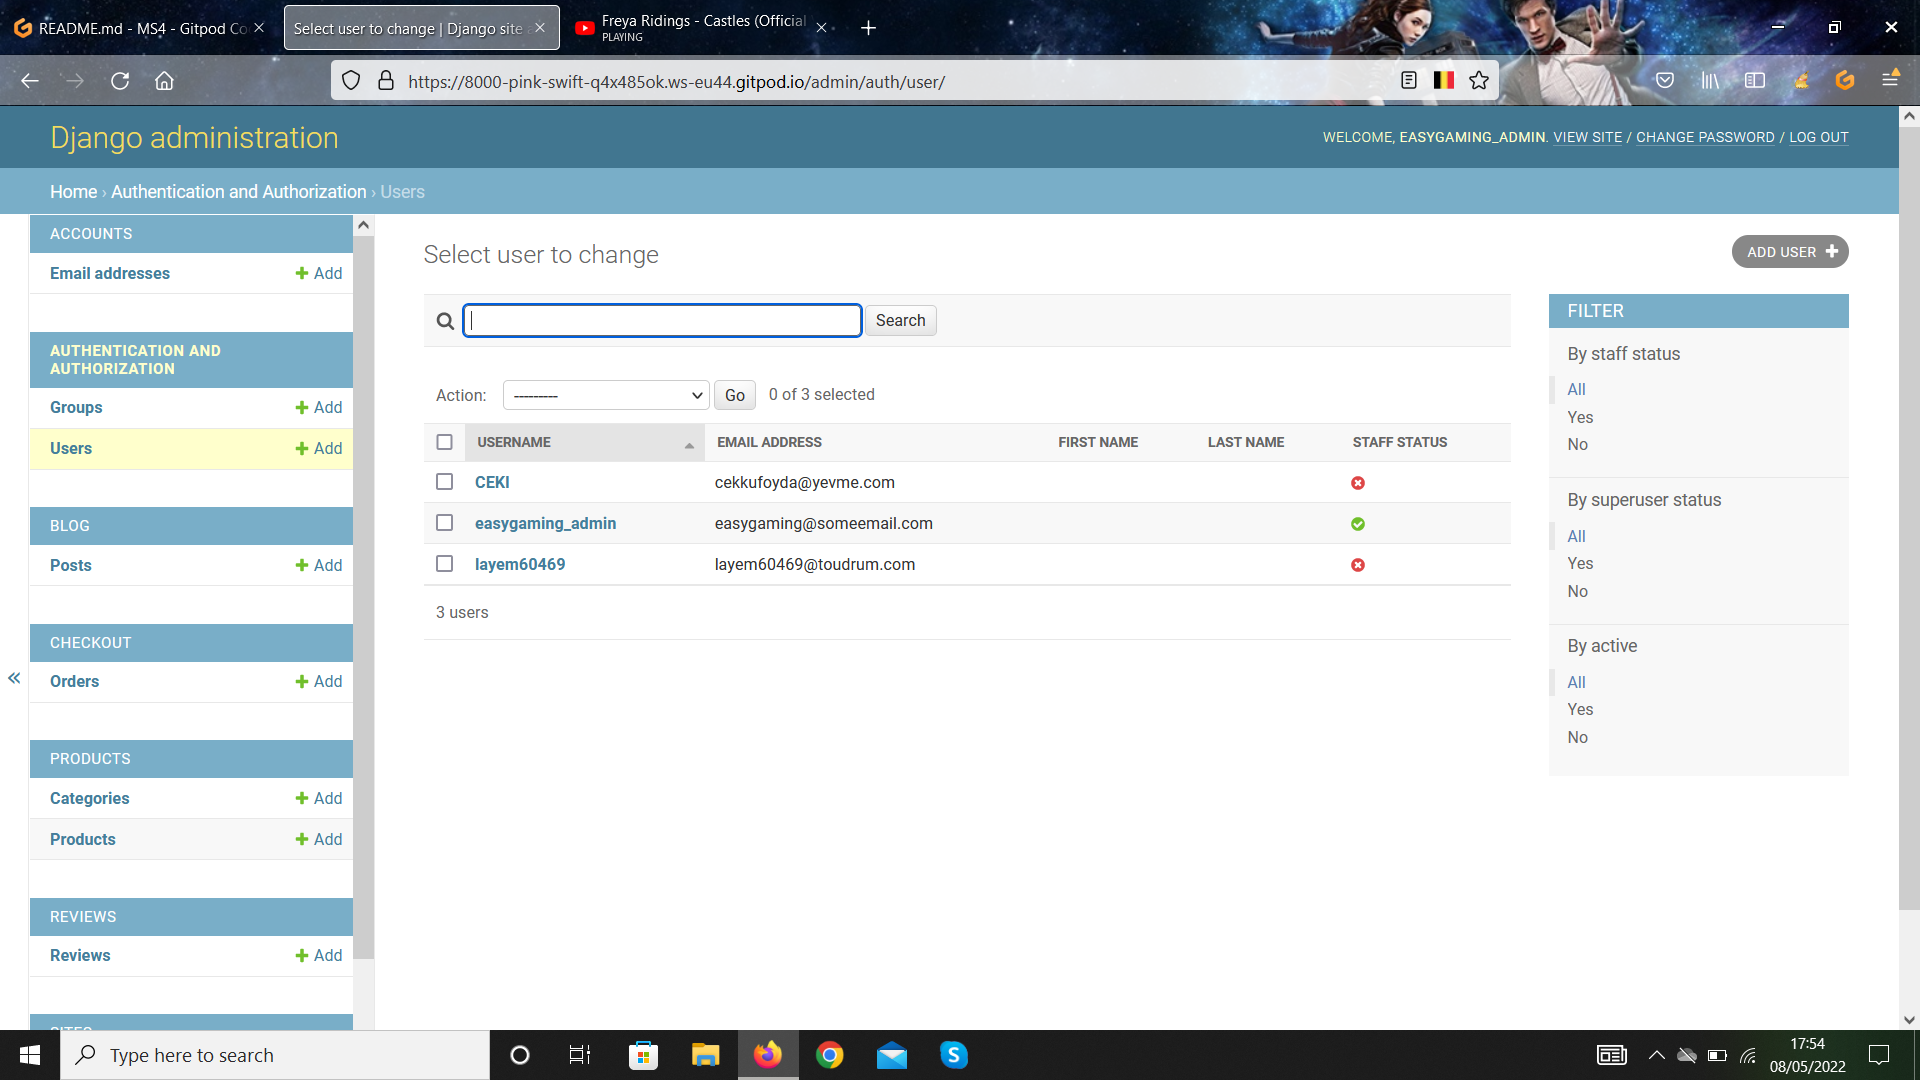 README.md - MS4 - Gitpod Co
Select user to change | Django site
Freya Ridings - Castles (Official
PLAYING
https://8000-pink-swift-q4x485ok.ws-eu44.gitpod.io/admin/auth/user/
Django administration
WELCOME, EASYGAMING_ADMIN. VIEW SITE / CHANGE PASSWORD / LOG OUT
Home › Authentication and Authorization › Users
ACCOUNTS
Email addresses
Add
AUTHENTICATION AND
AUTHORIZATION
Groups
Add
Users
Add
BLOG
Posts
Add
CHECKOUT
Orders
Add
PRODUCTS
Categories
Add
Products
Add
REVIEWS
Reviews
Add
SITES
Select user to change
ADD USER
Search
Action:
---------
Go
0 of 3 selected
USERNAME EMAIL ADDRESS FIRST NAME LAST NAME STAFF STATUS
CEKI cekkufoyda@yevme.com
easygaming_admin easygaming@someemail.com
layem60469 layem60469@toudrum.com
3 users
FILTER
By staff status
All
Yes
No
By superuser status
All
Yes
No
By active
All
Yes
No
Type here to search
17:54
08/05/2022